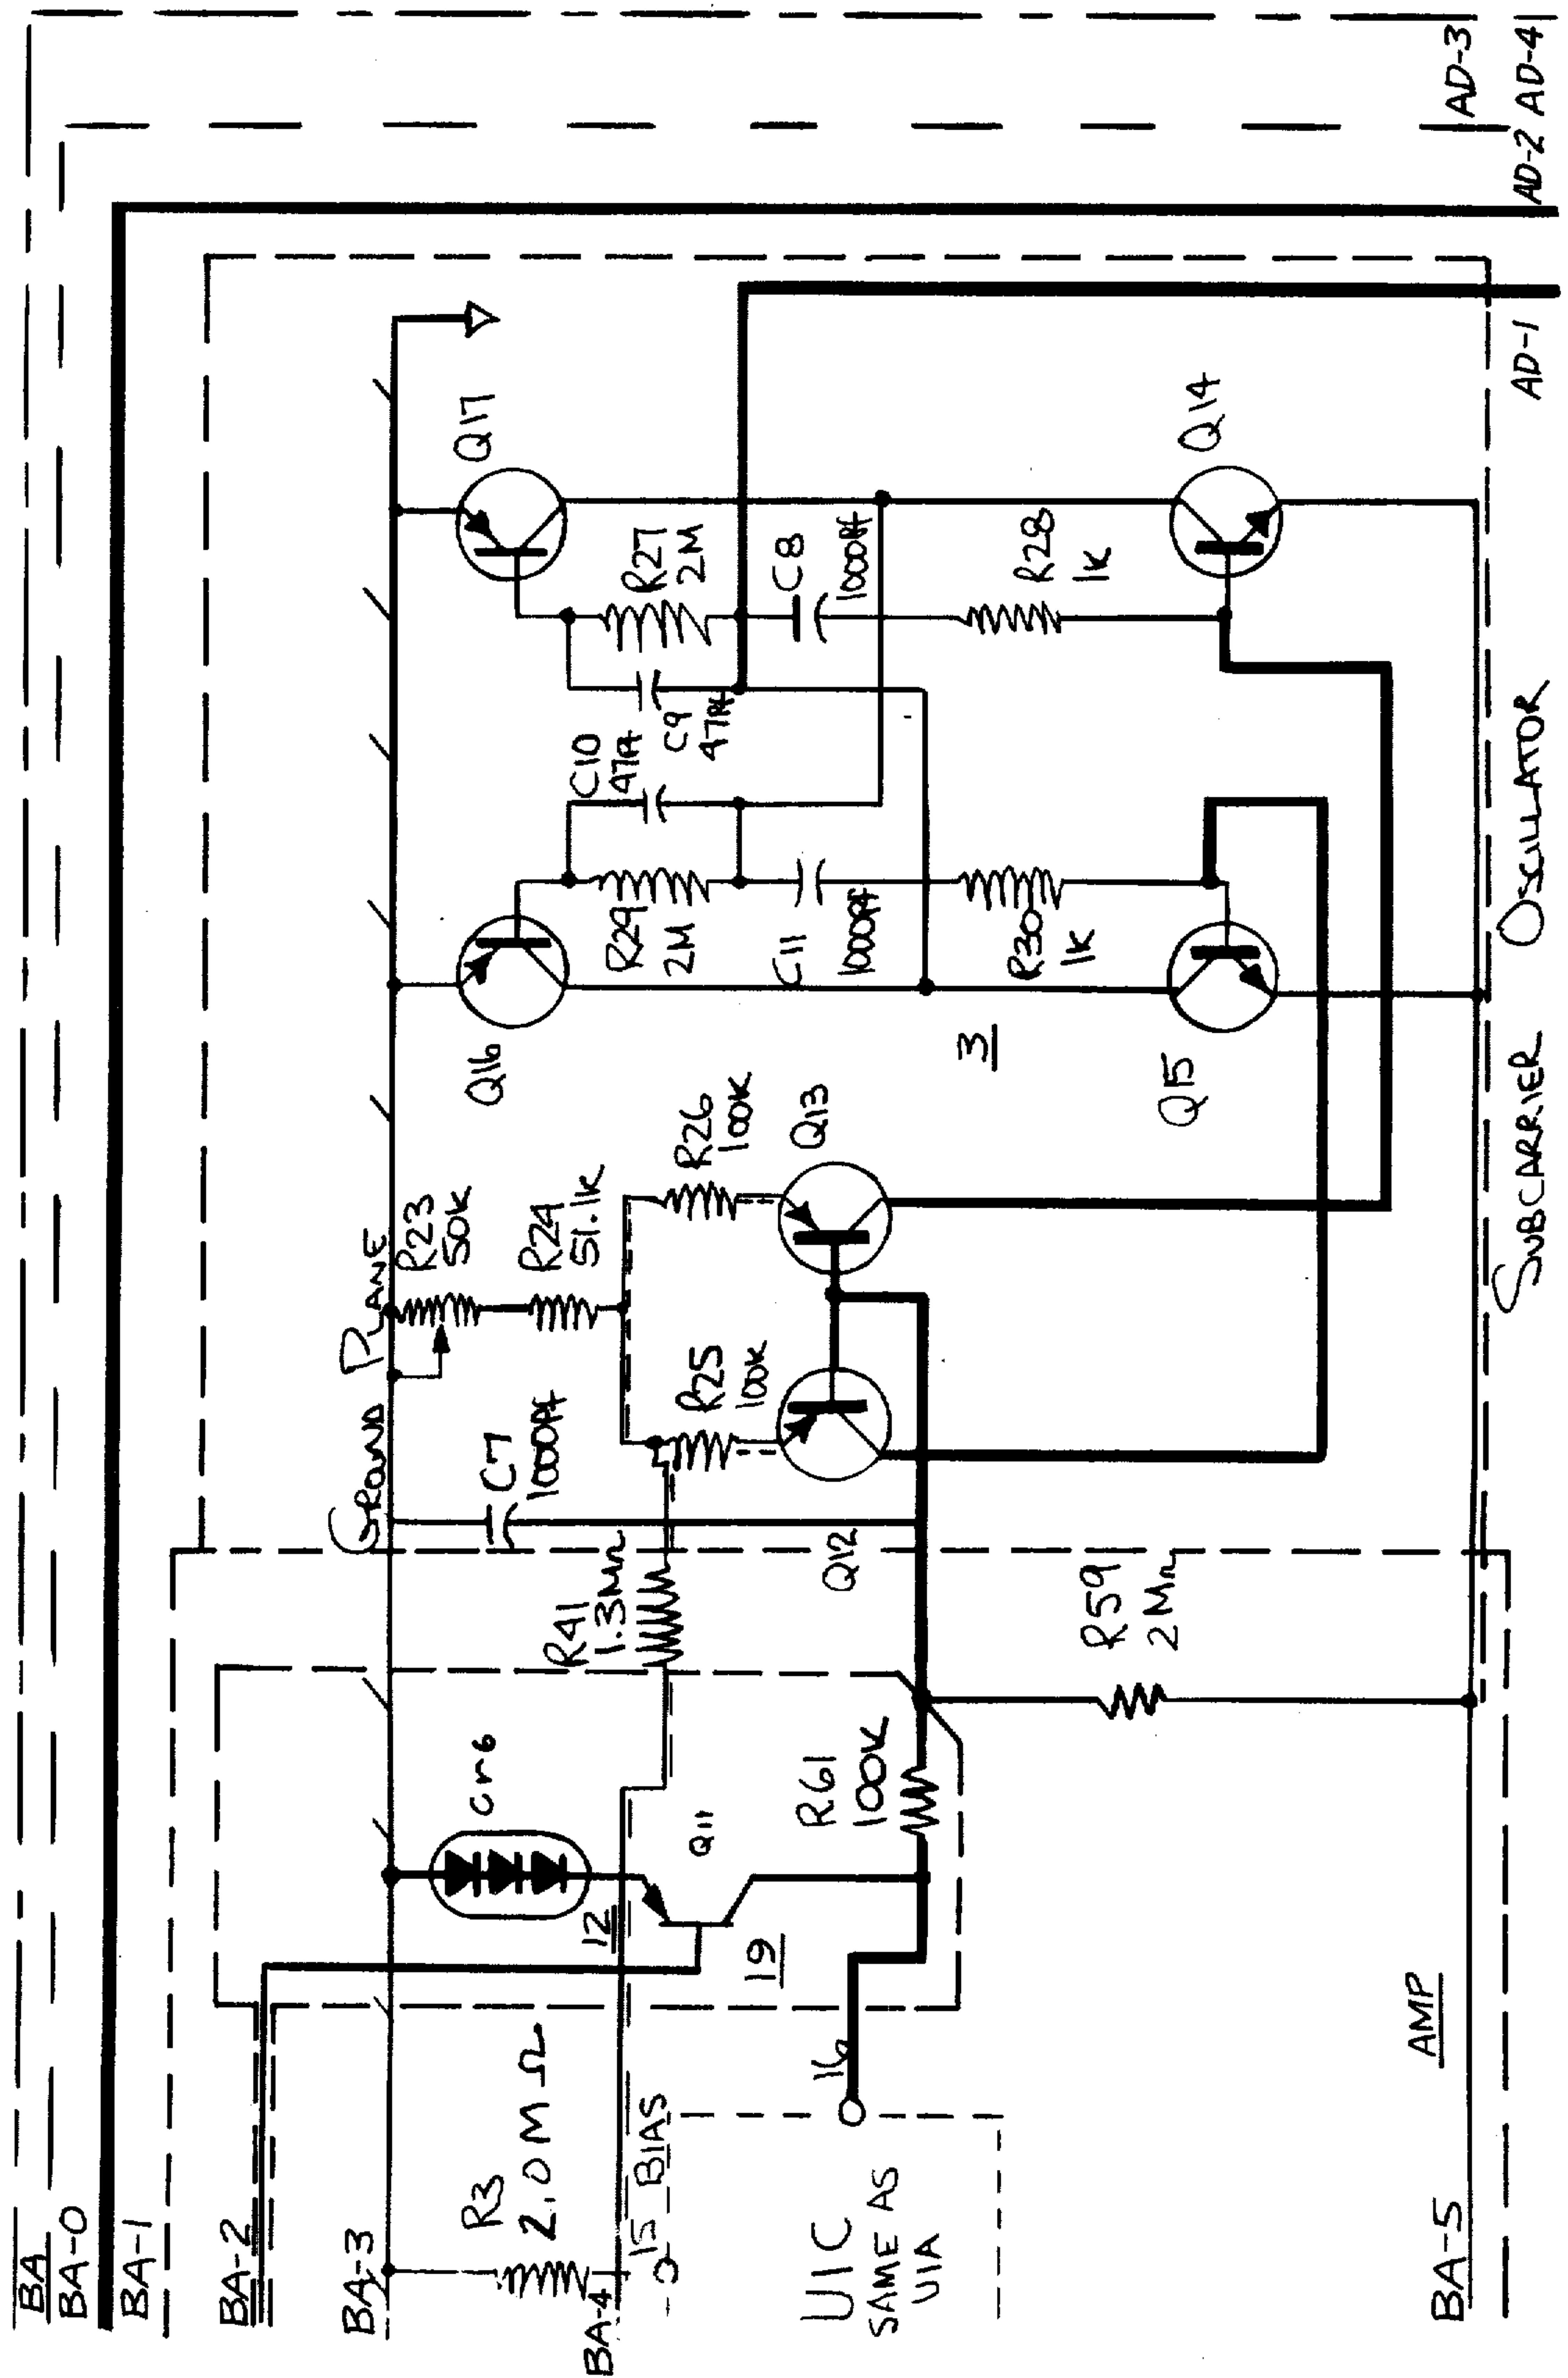 BA
BA-0
BA-1
BA-2
BA-3
BA-4
BA-5
R3
2.0 M Ω
15 BIAS
U1C
SAME AS
U1A
16
AMP
12
19
Cr6
Q11
R61
100K
R41
1.3MΩ
R59
2MΩ
GROUND PLANE
C7
1000Pf
R23
50K
R24
51.1K
R25
100K
R26
100K
Q12
Q13
3
Q16
Q17
R29
2M
C10
47Pf
C9
47Pf
R27
2M
C11
1000Pf
C8
1000Pf
R30
1K
R28
1K
Q15
Q14
SUBCARRIER OSCILLATOR
AD-1
AD-2
AD-3
AD-4